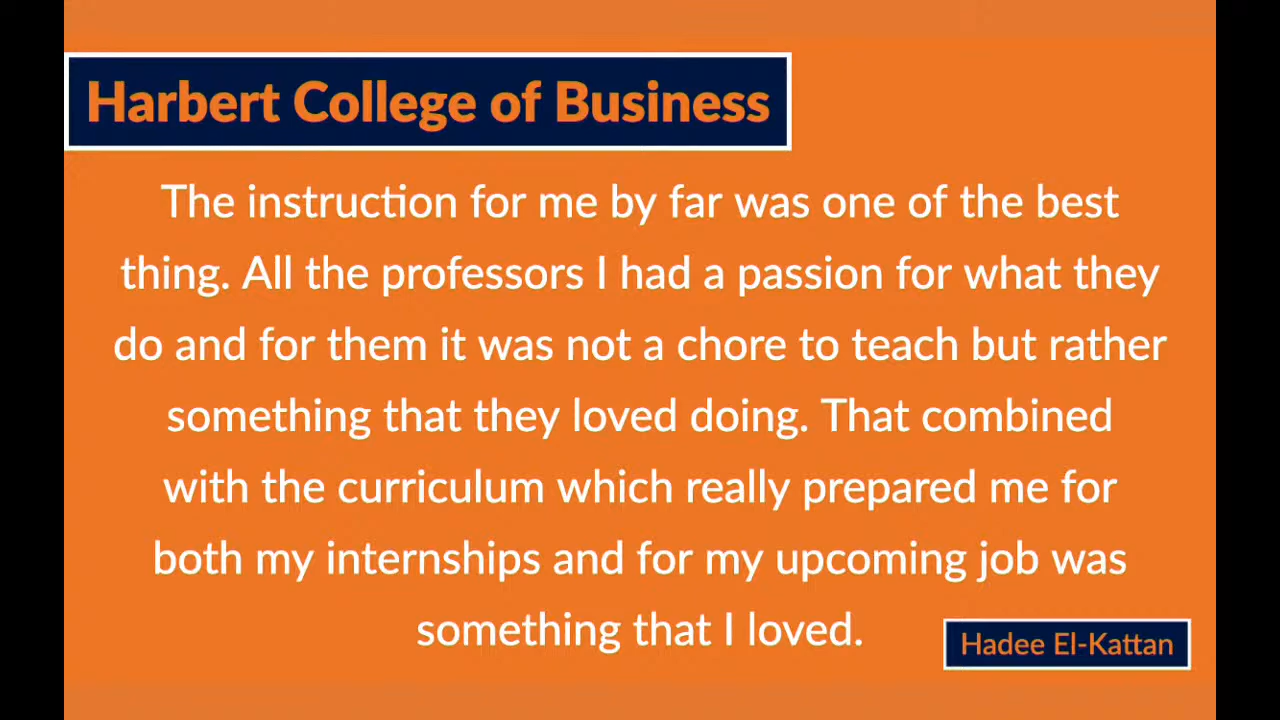 Harbert College of Business
The instruction for me by far was one of the best
thing. All the professors I had a passion for what they
do and for them it was not a chore to teach but rather
something that they loved doing. That combined
with the curriculum which really prepared me for
both my internships and for my upcoming job was
something that I loved.
Hadee El-Kattan